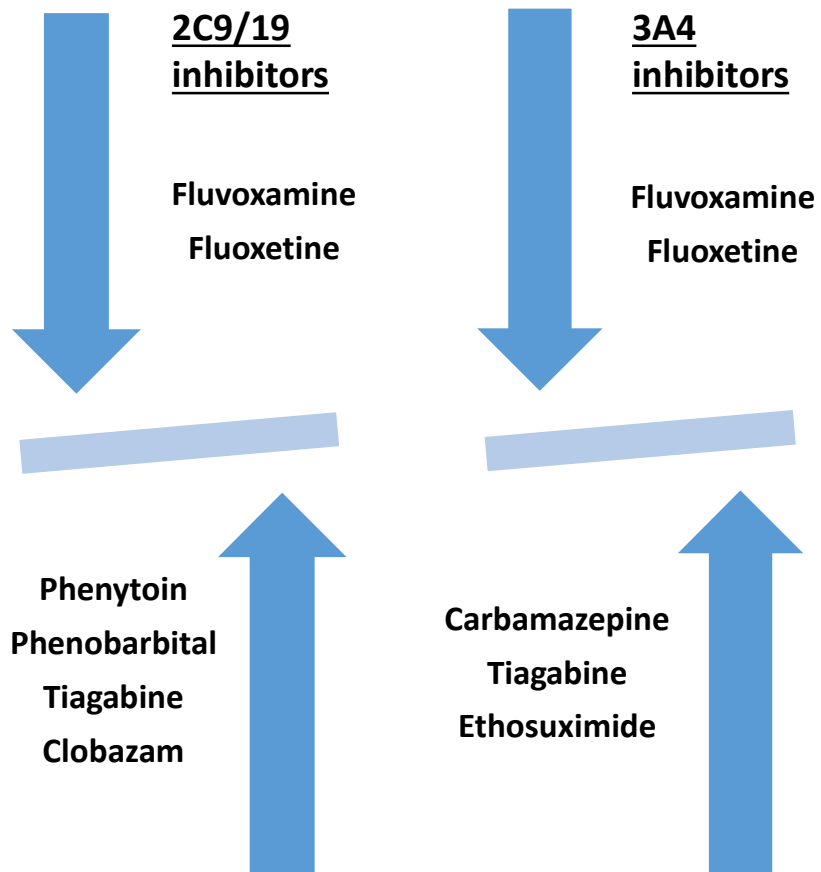 2C9/19
inhibitors
Fluvoxamine
Fluoxetine
Phenytoin
Phenobarbital
Tiagabine
Clobazam
3A4
inhibitors
Fluvoxamine
Fluoxetine
Carbamazepine
Tiagabine
Ethosuximide